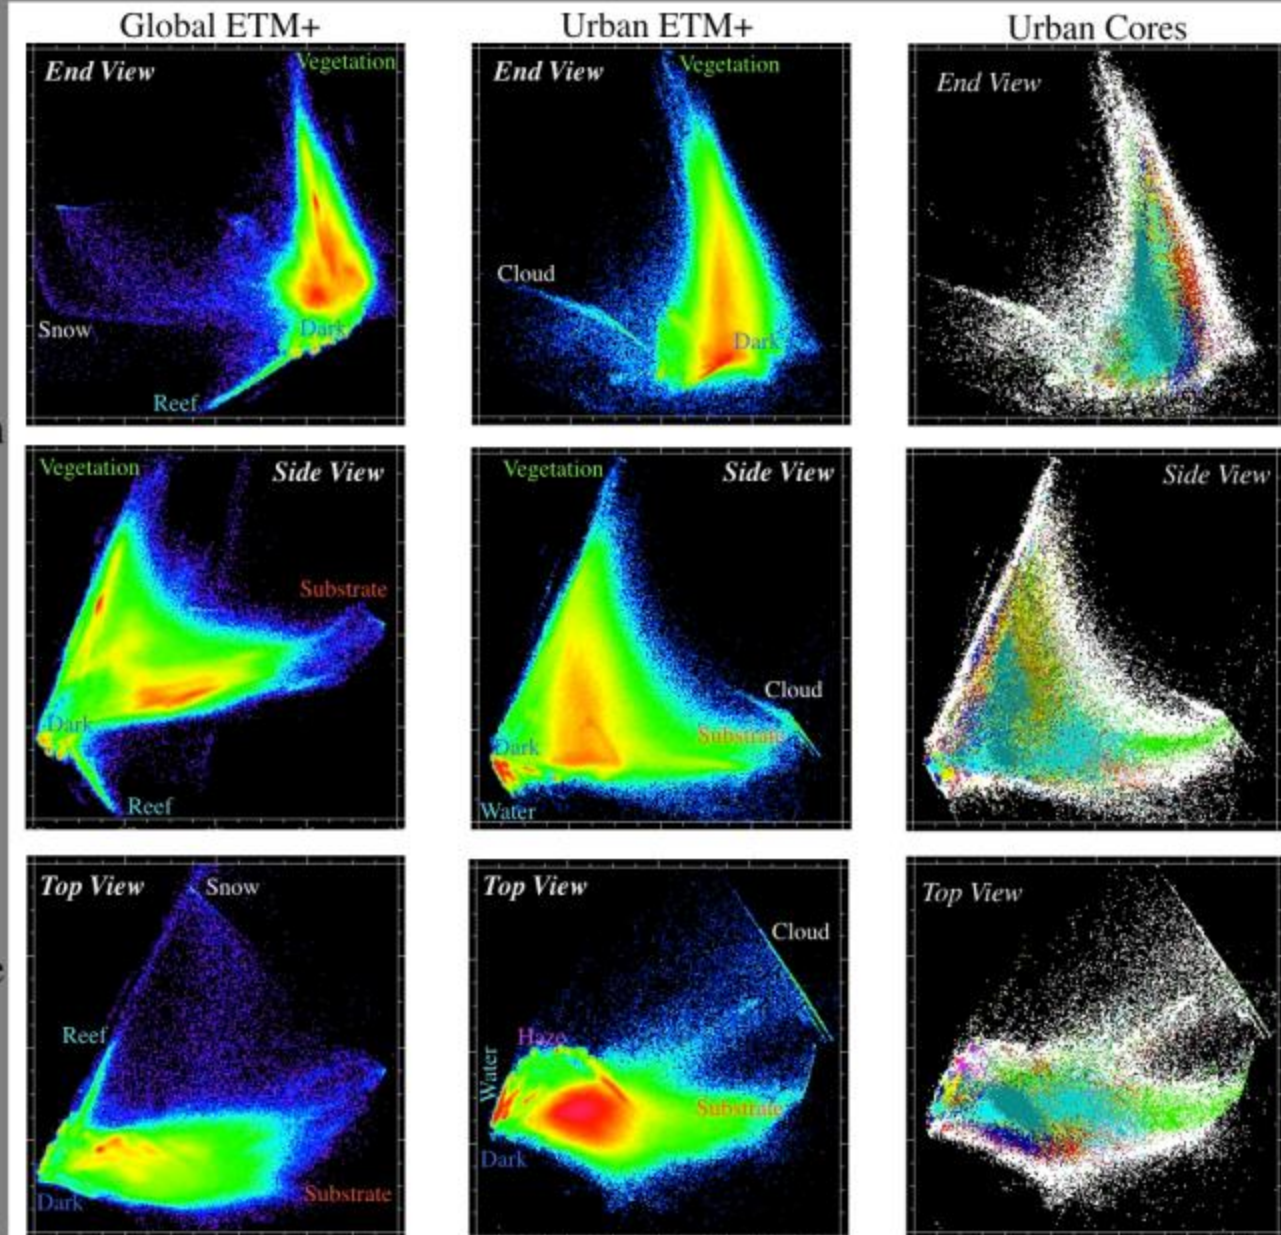 Global ETM+
Urban ETM+
Urban Cores
End View
Vegetation
Snow
Dark
Reef
End View
Vegetation
Cloud
Dark
End View
Vegetation
Side View
Substrate
Dark
Reef
Vegetation
Side View
Cloud
Substrate
Dark
Water
Side View
Top View
Snow
Reef
Dark
Substrate
Top View
Cloud
Haze
Water
Substrate
Dark
Top View